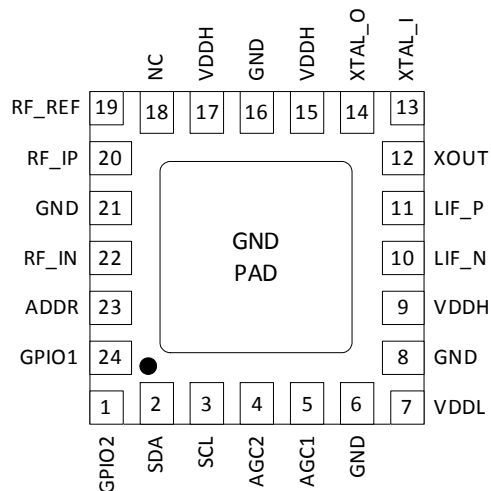 NC
VDDH
GND
VDDH
XTAL_O
XTAL_I
RF_REF 19 18 17 16 15 14 13
RF_IP 20 12 XOUT
GND 21 11 LIF_P
RF_IN 22 10 LIF_N
GND
PAD
ADDR 23 9 VDDH
GPIO1 24 8 GND
1 2 3 4 5 6 7 VDDL
GPIO2
SDA
SCL
AGC2
AGC1
GND